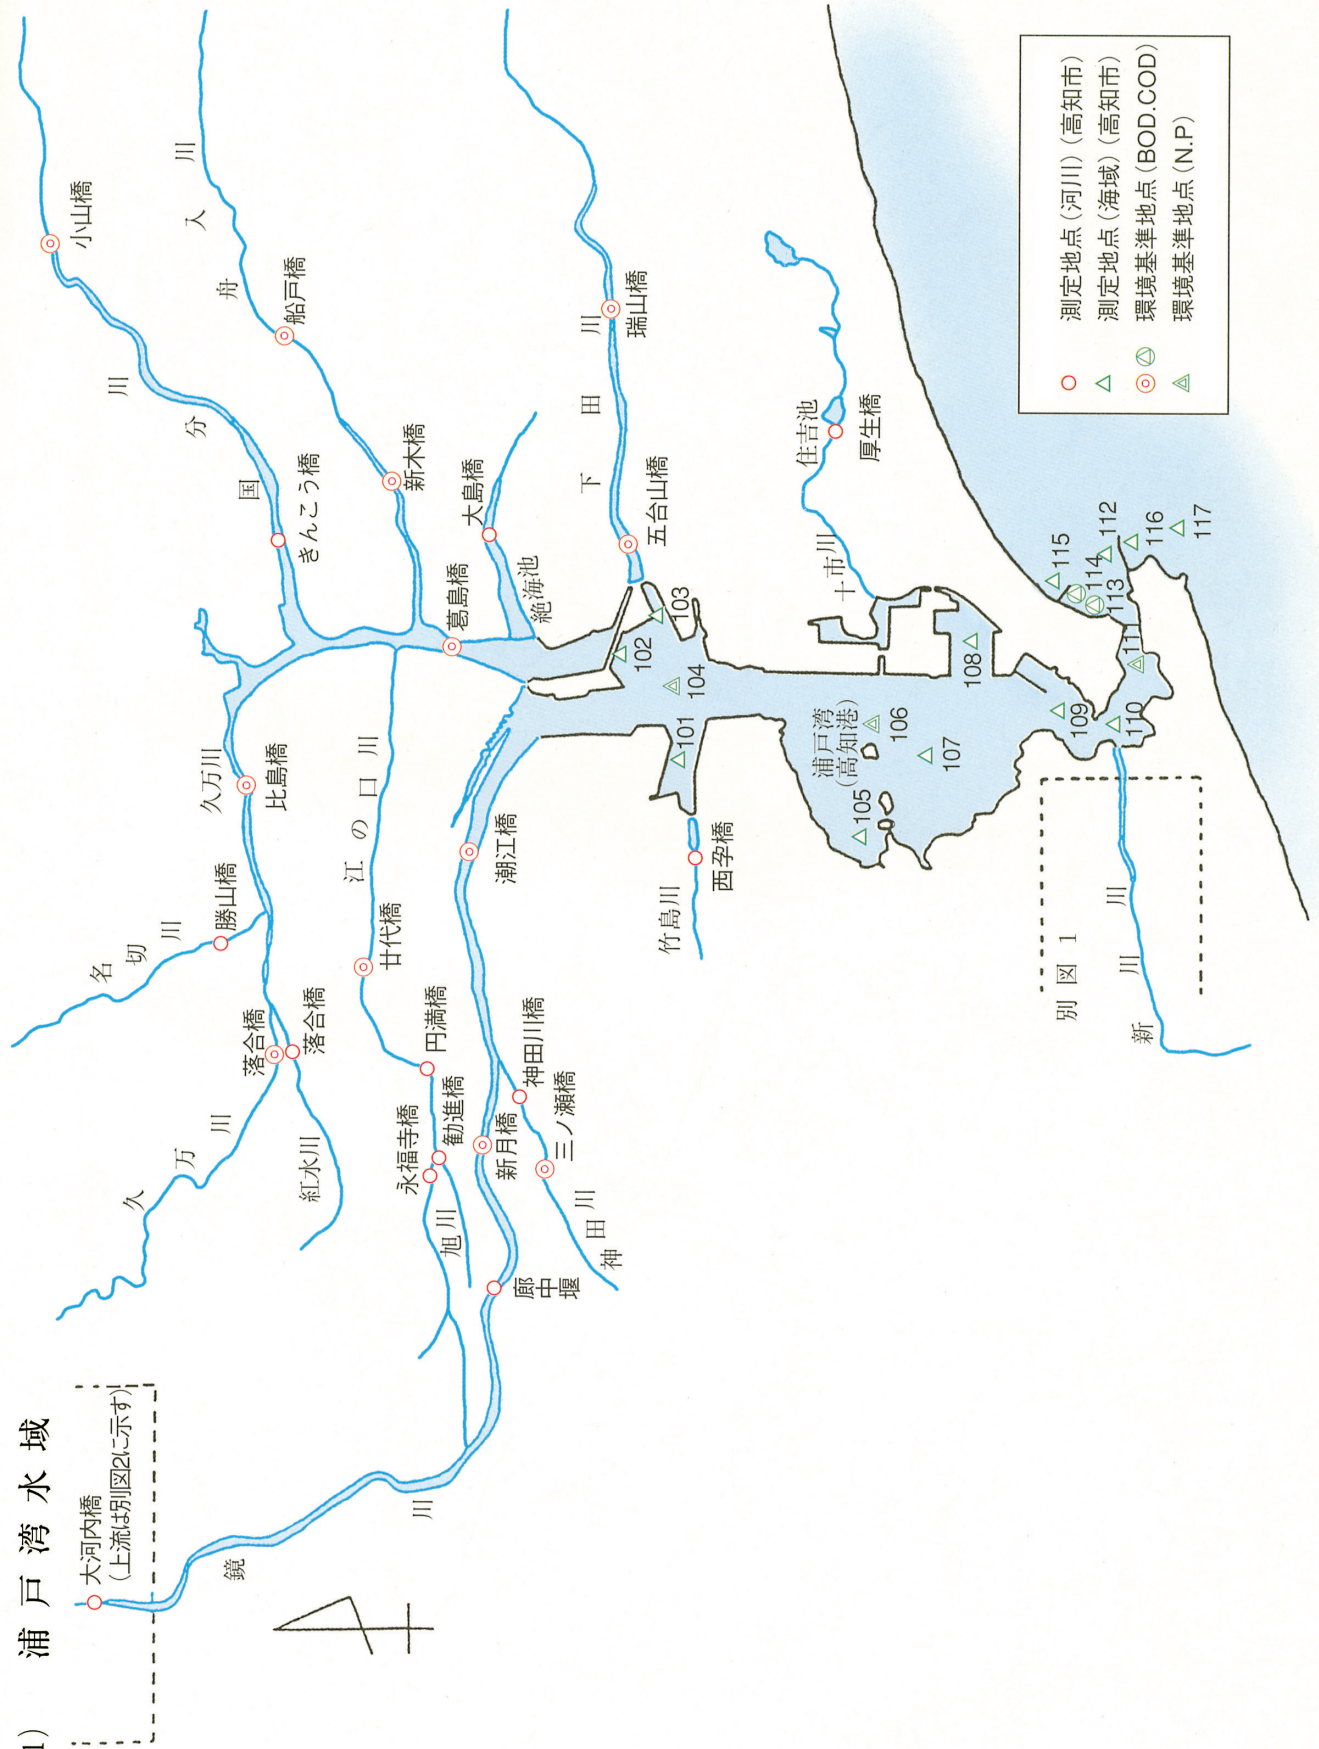 1) 浦戸湾水域
大河内橋
(上流は別図2に示す)
鏡川
久万川
紅水川
落合橋
落合橋
名切川
勝山橋
久万川
比島橋
国分川
小山橋
きんこう橋
舟入川
船戸橋
新木橋
葛島橋
大島橋
絶海池
江の口川
廿代橋
円満橋
勧進橋
永福寺橋
旭川
廊中堰
新月橋
潮江橋
神田川橋
三ノ瀬橋
神田川
下田川
瑞山橋
五台山橋
竹島川
西孕橋
101
102
103
104
浦戸湾
(高知港)
105
106
107
108
109
110
111
112
113
114
115
116
117
十市川
住吉池
厚生橋
別図1
新川川
測定地点(河川)(高知市)
測定地点(海域)(高知市)
環境基準地点(BOD.COD)
環境基準地点(N.P)